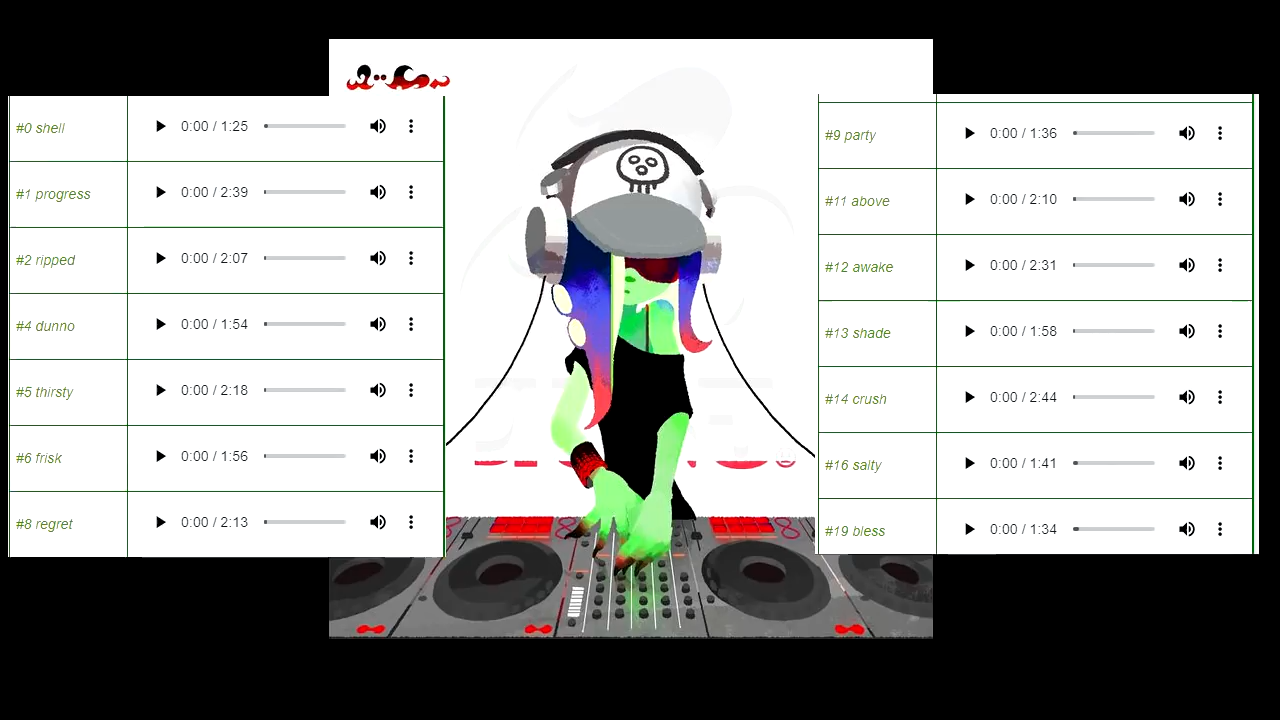 #0 shell 0:00 / 1:25
#1 progress 0:00 / 2:39
#2 ripped 0:00 / 2:07
#4 dunno 0:00 / 1:54
#5 thirsty 0:00 / 2:18
#6 frisk 0:00 / 1:56
#8 regret 0:00 / 2:13
#9 party 0:00 / 1:36
#11 above 0:00 / 2:10
#12 awake 0:00 / 2:31
#13 shade 0:00 / 1:58
#14 crush 0:00 / 2:44
#16 salty 0:00 / 1:41
#19 bless 0:00 / 1:34